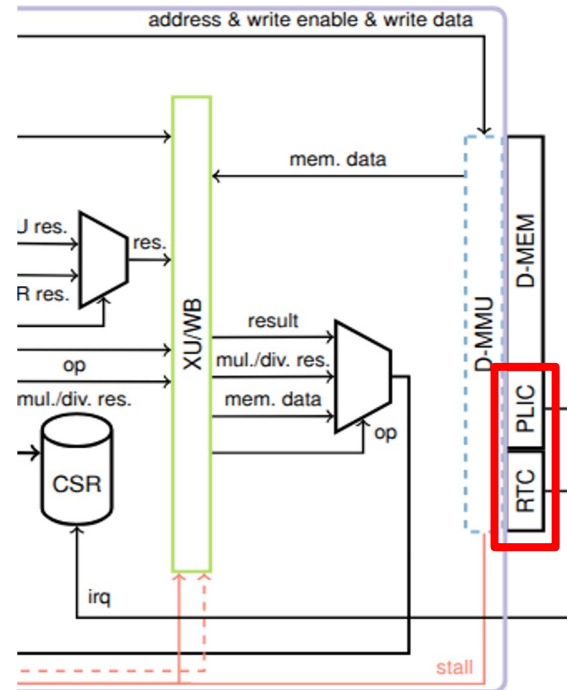 address & write enable & write data
mem. data
U res.
res.
R res.
op
mul./div. res.
XU/WB
result
mul./div. res.
mem. data
op
D-MMU
D-MEM
PLIC
RTC
CSR
irq
stall